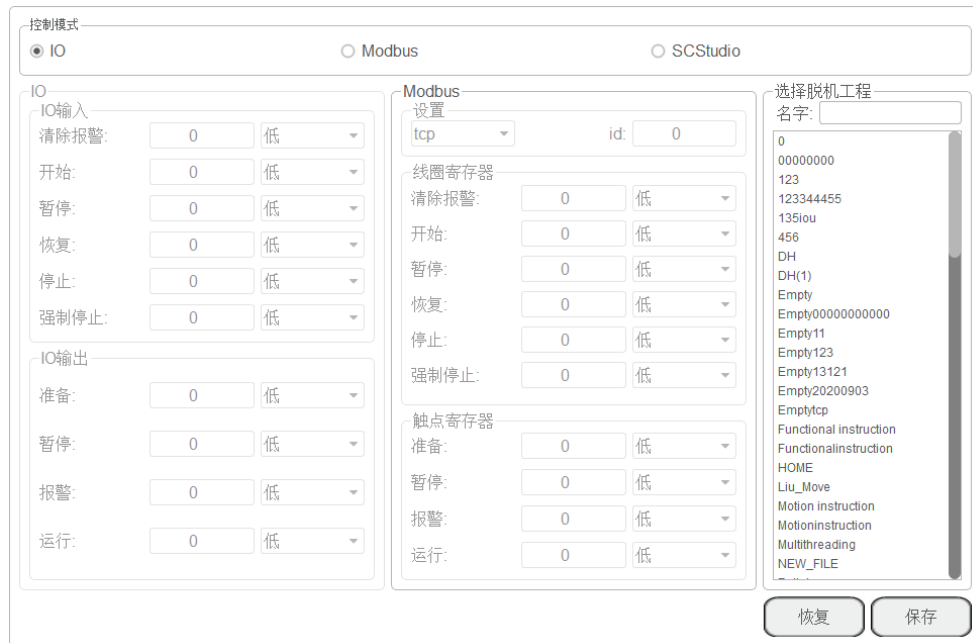 控制模式
IO
Modbus
SCStudio
IO
IO输入
清除报警: 0 低
开始: 0 低
暂停: 0 低
恢复: 0 低
停止: 0 低
强制停止: 0 低
IO输出
准备: 0 低
暂停: 0 低
报警: 0 低
运行: 0 低
Modbus
设置
tcp id: 0
线圈寄存器
清除报警: 0 低
开始: 0 低
暂停: 0 低
恢复: 0 低
停止: 0 低
强制停止: 0 低
触点寄存器
准备: 0 低
暂停: 0 低
报警: 0 低
运行: 0 低
选择脱机工程
名字:
0
00000000
123
123344455
135iou
456
DH
DH(1)
Empty
Empty00000000000
Empty11
Empty123
Empty13121
Empty20200903
Emptytcp
Functional instruction
Functionalinstruction
HOME
Liu_Move
Motion instruction
Motioninstruction
Multithreading
NEW_FILE
恢复
保存